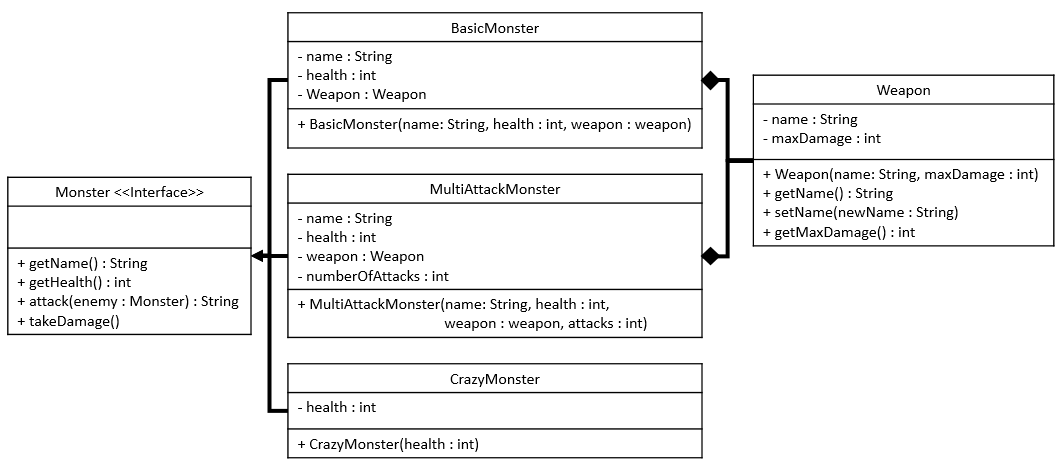 BasicMonster
- name : String
- health : int
- Weapon : Weapon
+ BasicMonster(name: String, health : int, weapon : weapon)
Weapon
- name : String
- maxDamage : int
+ Weapon(name: String, maxDamage : int)
+ getName() : String
+ setName(newName : String)
+ getMaxDamage() : int
Monster <<Interface>>
+ getName() : String
+ getHealth() : int
+ attack(enemy : Monster) : String
+ takeDamage()
MultiAttackMonster
- name : String
- health : int
- weapon : Weapon
- numberOfAttacks : int
+ MultiAttackMonster(name: String, health : int,
weapon : weapon, attacks : int)
CrazyMonster
- health : int
+ CrazyMonster(health : int)